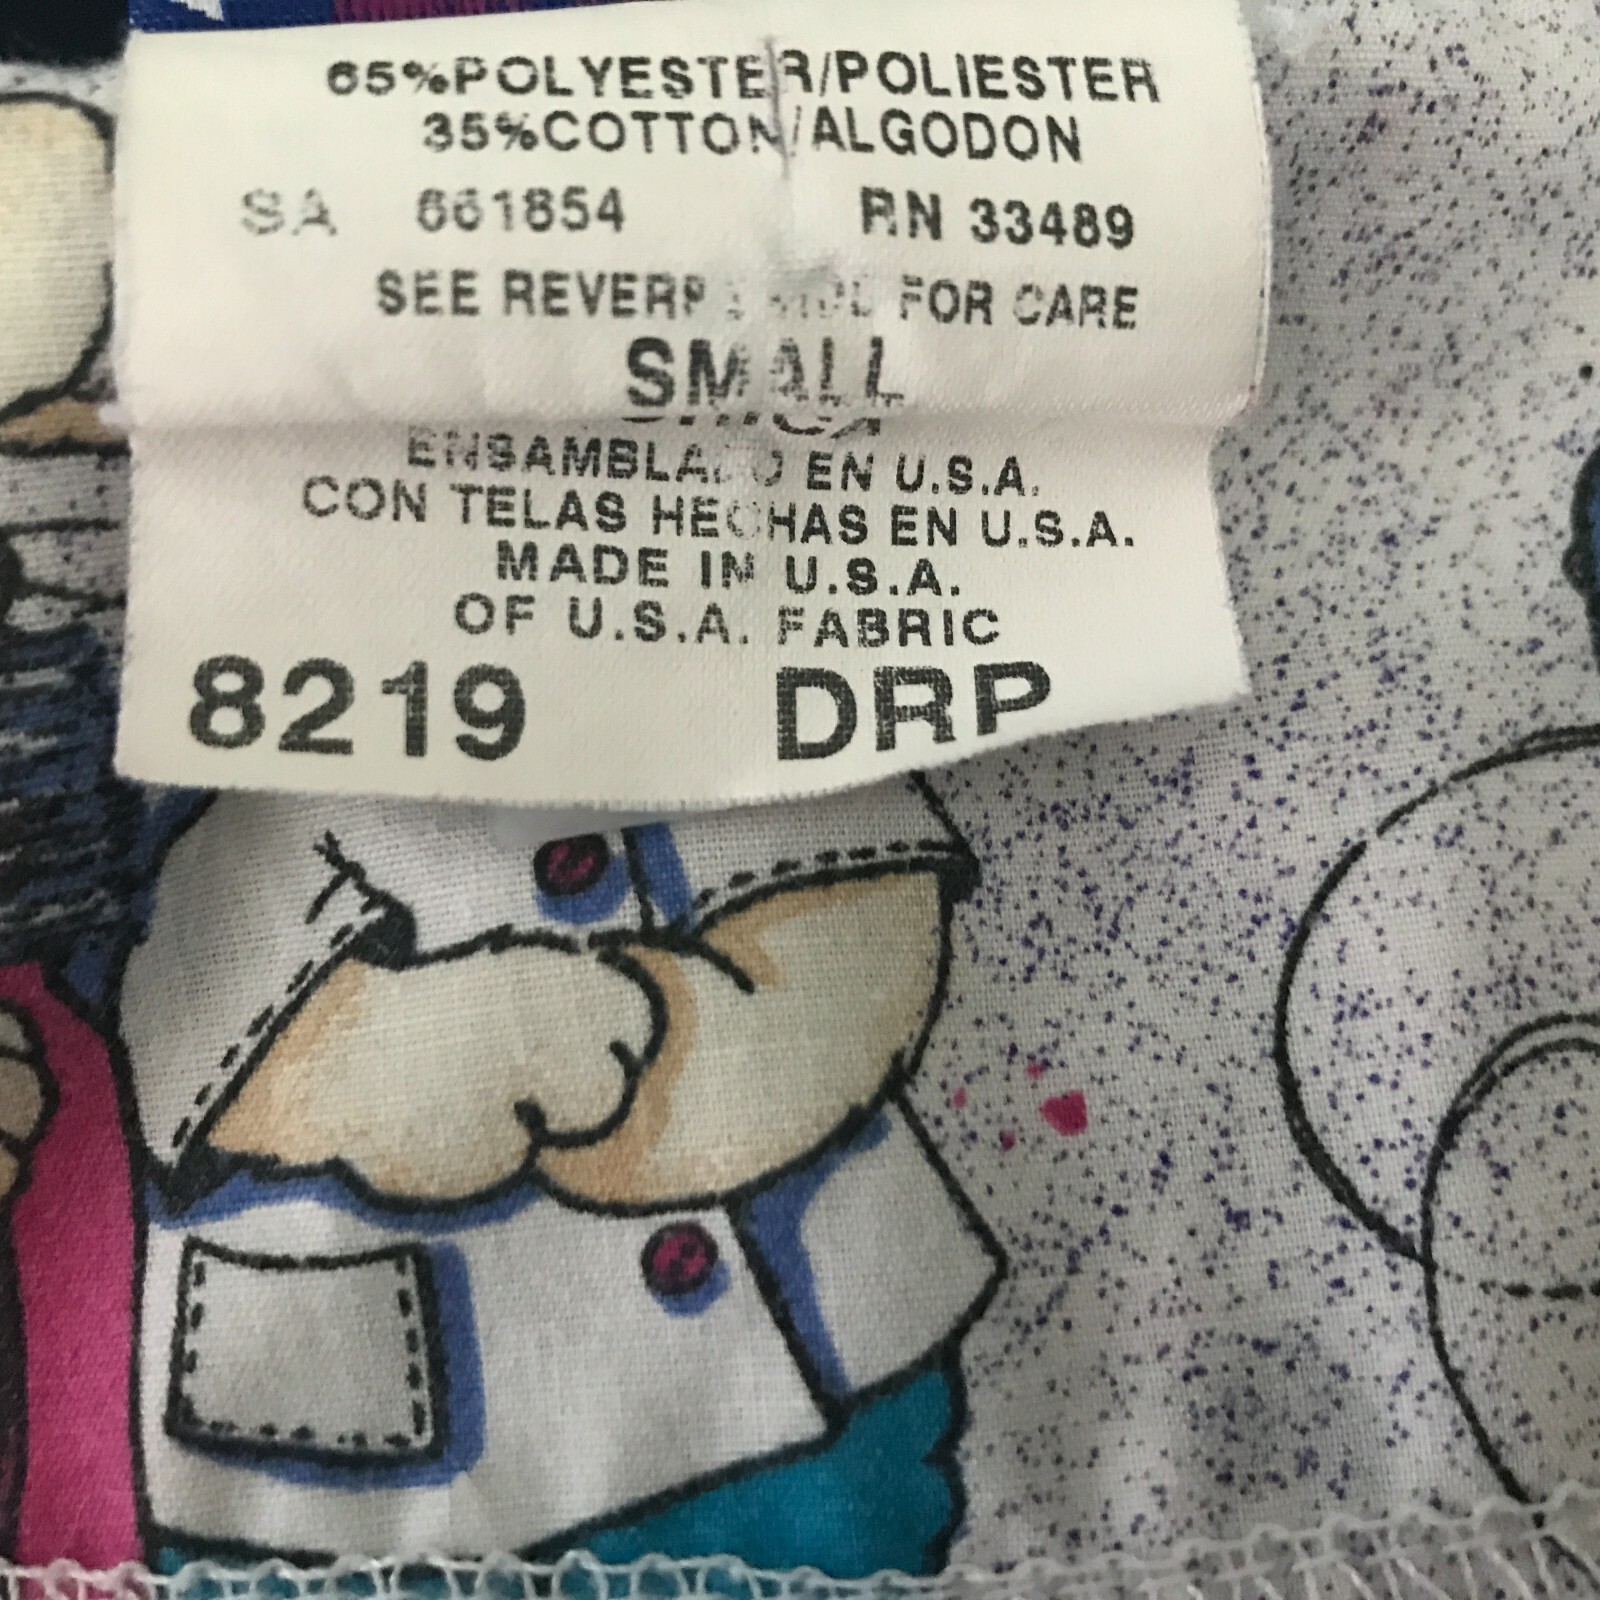 65%POLYESTER/POLIESTER
35%COTTON/ALGODON
SA 661854 RN 33489
SEE FOR CARE
SMALL
ENSAMBLADO EN U.S.A.
CON TELAS HECHAS EN U.S.A.
MADE IN U.S.A.
OF U.S.A. FABRIC
8219 DRP